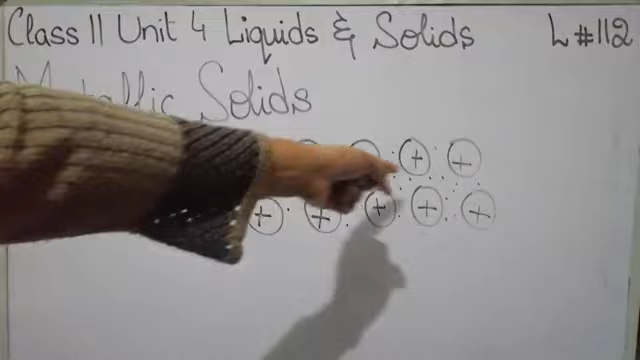 Class 11 Unit 4 Liquids & Solids L # 112
Metallic Solids
+ +
+ + + + +